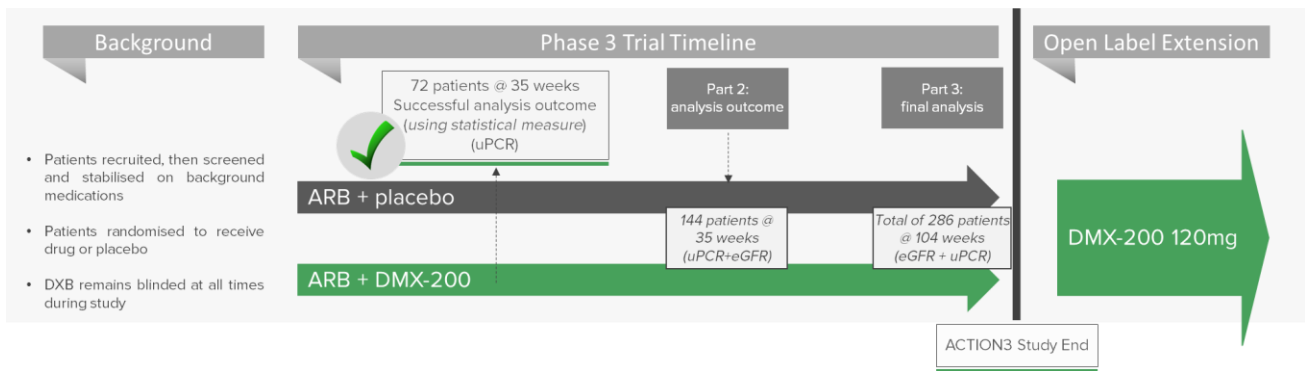 Background
Phase 3 Trial Timeline
Open Label Extension
• Patients recruited, then screened
and stabilised on background
medications
• Patients randomised to receive
drug or placebo
• DXB remains blinded at all times
during study
72 patients @ 35 weeks
Successful analysis outcome
(using statistical measure)
(uPCR)
Part 2:
analysis outcome
Part 3:
final analysis
ARB + placebo
144 patients @
35 weeks
(uPCR+eGFR)
Total of 286 patients
@ 104 weeks
(eGFR + uPCR)
ARB + DMX-200
DMX-200 120mg
ACTION3 Study End